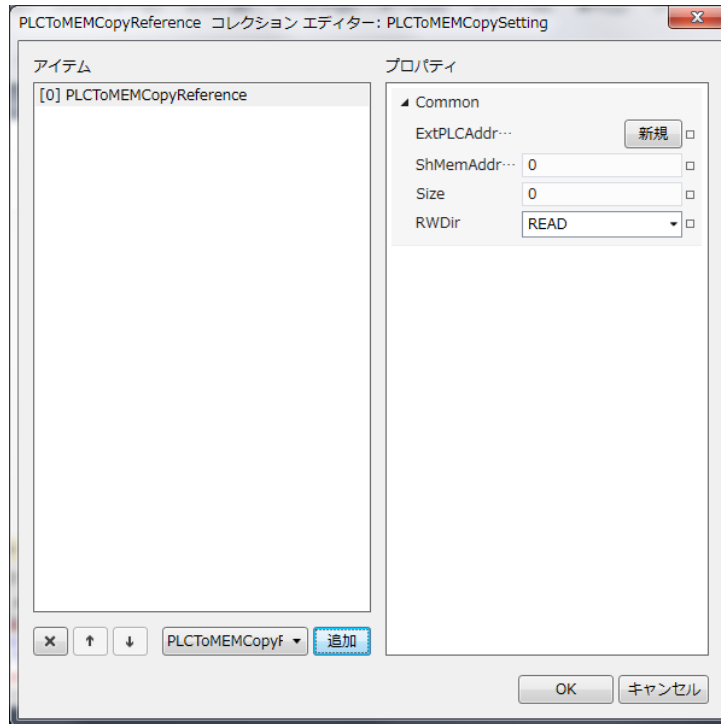 PLCToMEMCopyReference コレクション エディター: PLCToMEMCopySetting
アイテム
[0] PLCToMEMCopyReference
PLCToMEMCopyF
追加
プロパティ
Common
ExtPLCAddr… 新規
ShMemAddr… 0
Size 0
RWDir READ
OK キャンセル